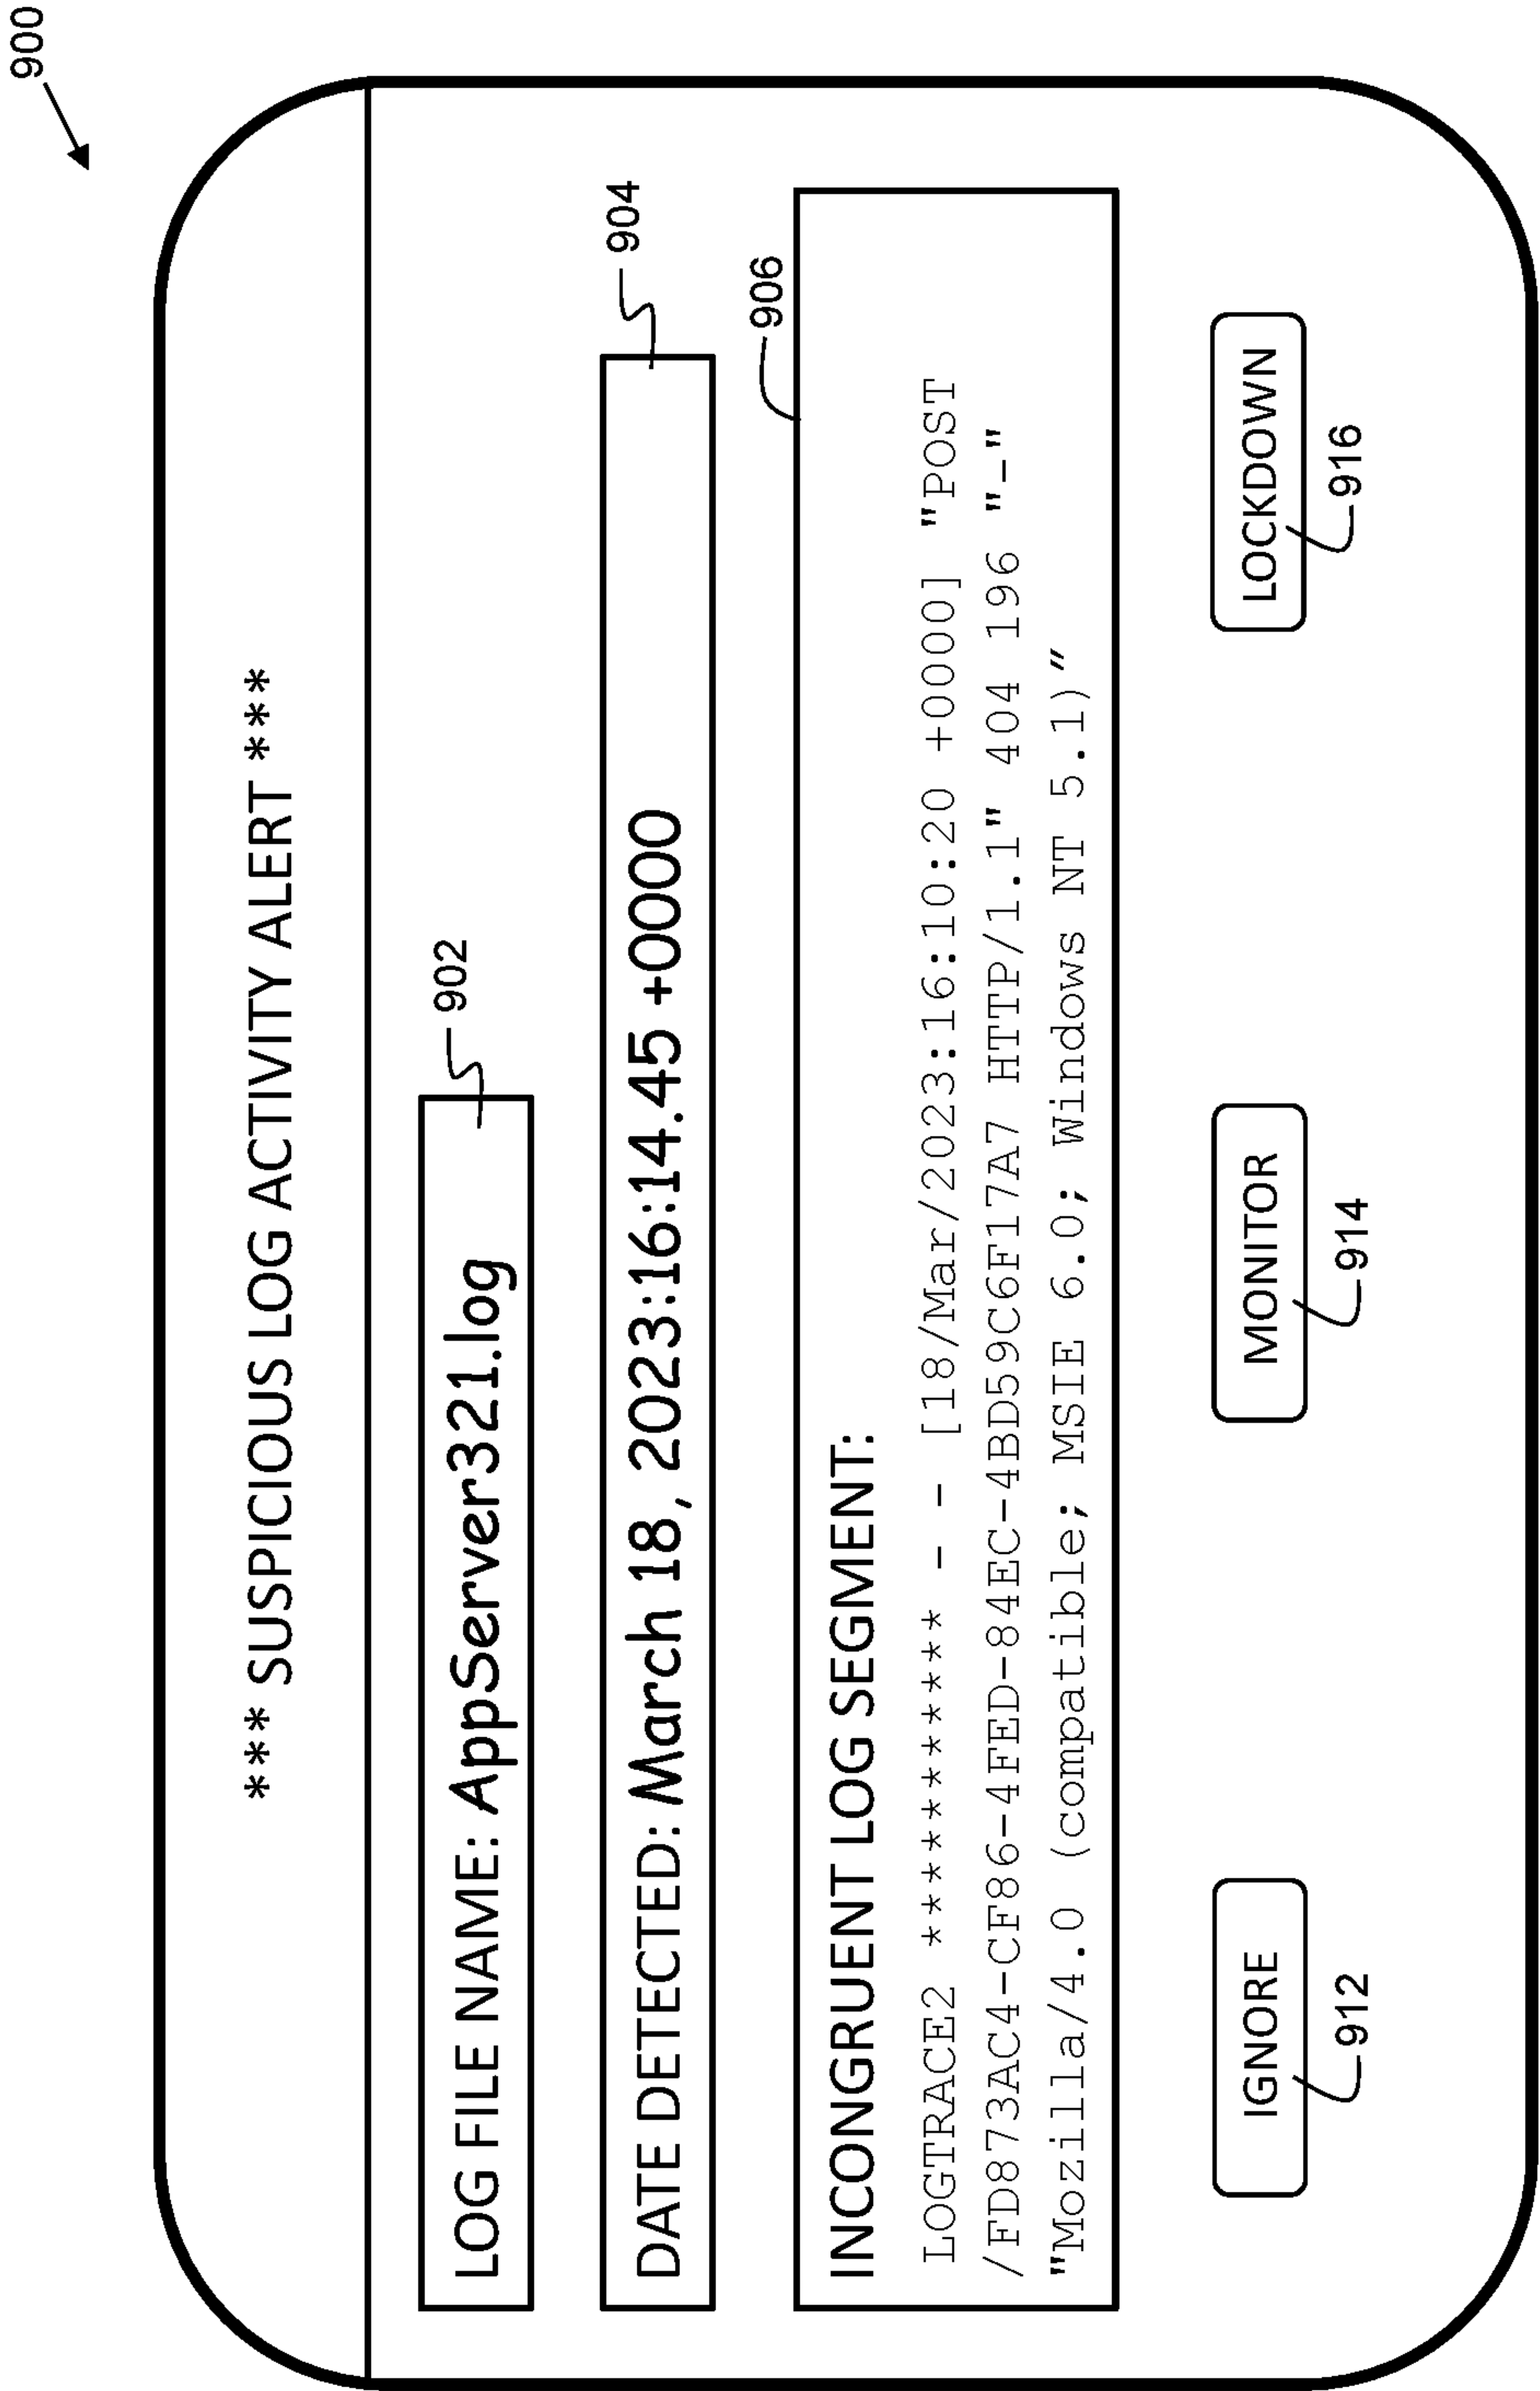 900
*** SUSPICIOUS LOG ACTIVITY ALERT ***
LOG FILE NAME: AppServer321.log
902
DATE DETECTED: March 18, 2023:16:14.45 +0000
904
906
INCONGRUENT LOG SEGMENT:
LOGTRACE2 ************ - - [18/Mar/2023:16:10:20 +0000] "POST
/FD873AC4-CF86-4FED-84EC-4BD59C6F17A7 HTTP/1.1" 404 196 "-"
"Mozilla/4.0 (compatible; MSIE 6.0; Windows NT 5.1)”
IGNORE
MONITOR
LOCKDOWN
912
914
916